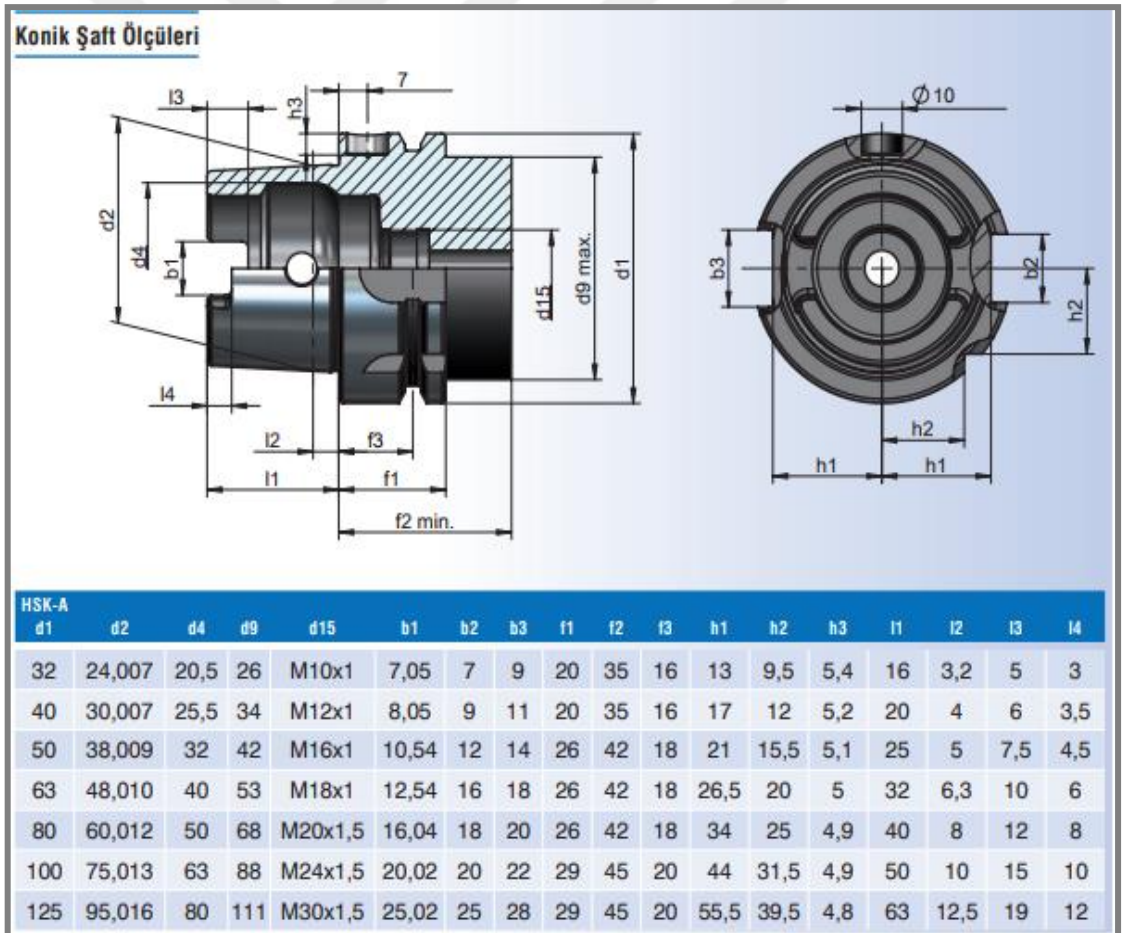 Konik Şaft Ölçüleri
l3
h3
7
Ø 10
d2
d4
b1
d15
d9 max.
d1
b3
b2
h2
l4
l2
f3
h2
l1
f1
h1
h1
f2 min.
HSK-A
d1 d2 d4 d9 d15 b1 b2 b3 f1 f2 f3 h1 h2 h3 l1 l2 l3 l4
32 24,007 20,5 26 M10x1 7,05 7 9 20 35 16 13 9,5 5,4 16 3,2 5 3
40 30,007 25,5 34 M12x1 8,05 9 11 20 35 16 17 12 5,2 20 4 6 3,5
50 38,009 32 42 M16x1 10,54 12 14 26 42 18 21 15,5 5,1 25 5 7,5 4,5
63 48,010 40 53 M18x1 12,54 16 18 26 42 18 26,5 20 5 32 6,3 10 6
80 60,012 50 68 M20x1,5 16,04 18 20 26 42 18 34 25 4,9 40 8 12 8
100 75,013 63 88 M24x1,5 20,02 20 22 29 45 20 44 31,5 4,9 50 10 15 10
125 95,016 80 111 M30x1,5 25,02 25 28 29 45 20 55,5 39,5 4,8 63 12,5 19 12